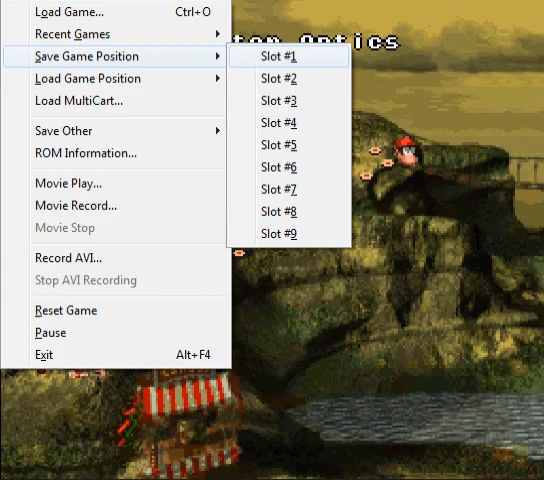 Load Game... Ctrl+O
Recent Games
Save Game Position
Load Game Position
Load MultiCart...
Save Other
ROM Information...
Movie Play...
Movie Record...
Movie Stop
Record AVI...
Stop AVI Recording
Reset Game
Pause
Exit Alt+F4
Slot #1
Slot #2
Slot #3
Slot #4
Slot #5
Slot #6
Slot #7
Slot #8
Slot #9
Optics